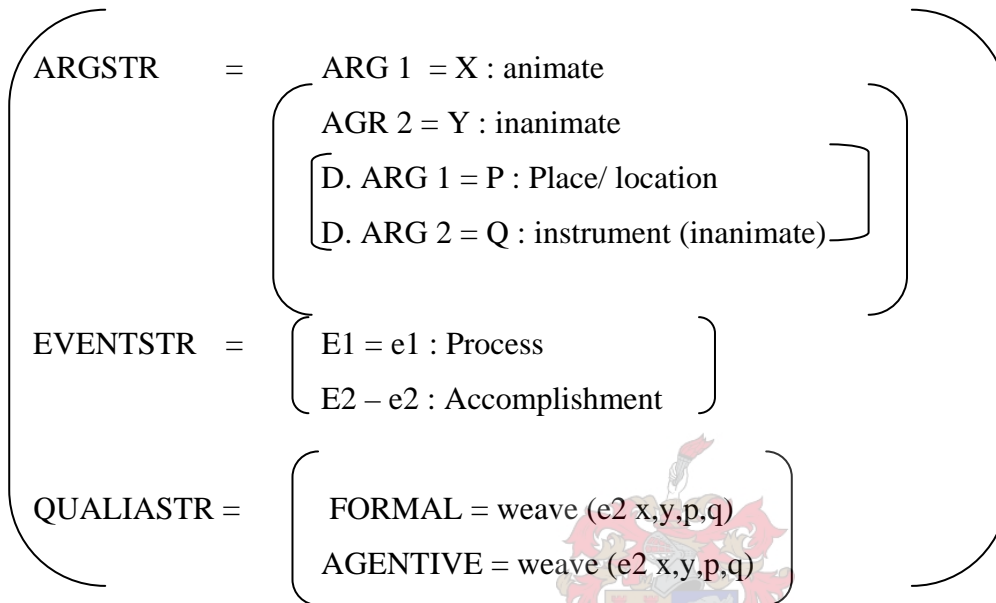 ARGSTR = ARG 1 = X : animate
AGR 2 = Y : inanimate
D. ARG 1 = P : Place/ location
D. ARG 2 = Q : instrument (inanimate)
EVENTSTR = E1 = e1 : Process
E2 – e2 : Accomplishment
QUALIASTR = FORMAL = weave (e2 x,y,p,q)
AGENTIVE = weave (e2 x,y,p,q)